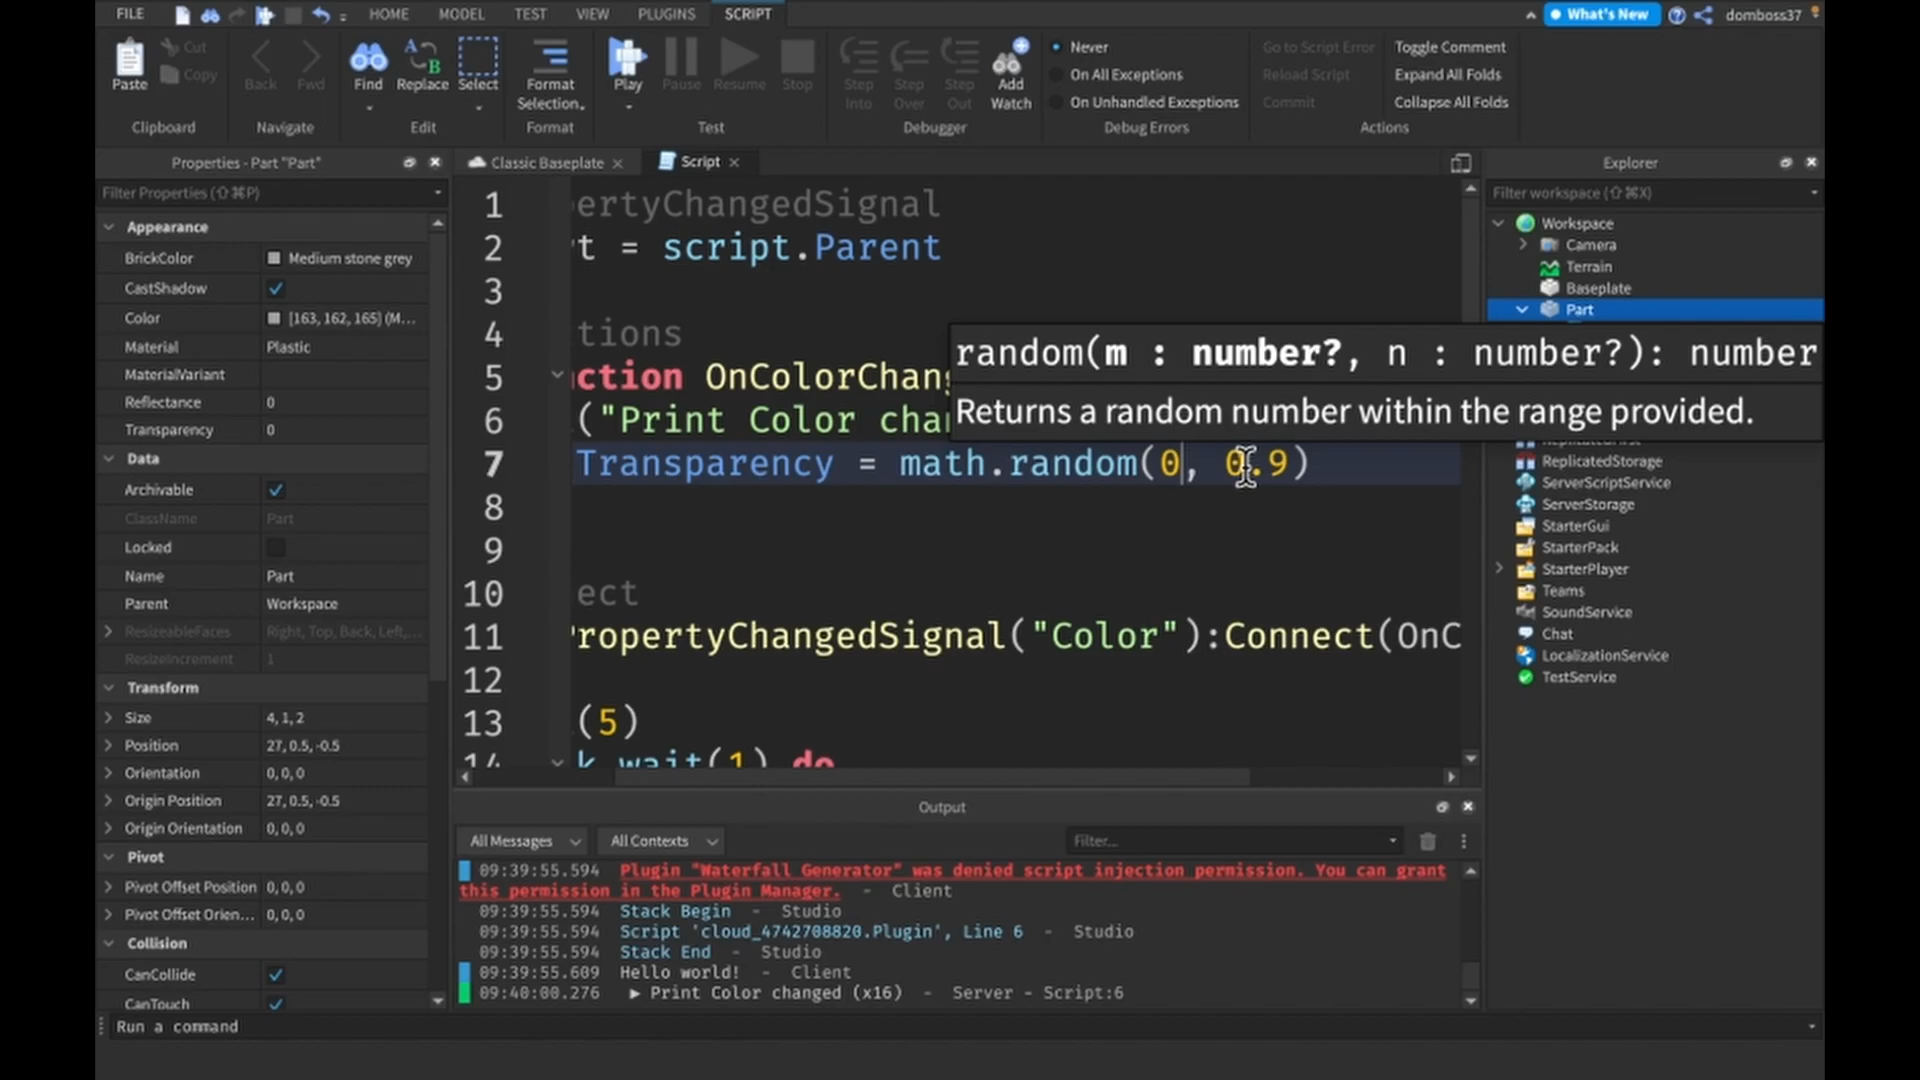 FILE HOME MODEL TEST VIEW PLUGINS SCRIPT What's New domboss37
Paste Cut Copy Back Fwd Find Replace Select Format Selection Play Pause Resume Stop Step Into Step Over Step Out Add Watch
Never
On All Exceptions
On Unhandled Exceptions
Go to Script Error
Reload Script
Commit
Toggle Comment
Expand All Folds
Collapse All Folds
Clipboard Navigate Edit Format Test Debugger Debug Errors Actions
Properties - Part "Part"
Filter Properties (⇧⌘P)
Appearance
BrickColor Medium stone grey
CastShadow
Color [163, 162, 165] (M...
Material Plastic
MaterialVariant
Reflectance 0
Transparency 0
Data
Archivable
ClassName Part
Locked
Name Part
Parent Workspace
ResizeableFaces Right, Top, Back, Left,...
ResizeIncrement 1
Transform
Size 4, 1, 2
Position 27, 0.5, -0.5
Orientation 0, 0, 0
Origin Position 27, 0.5, -0.5
Origin Orientation 0, 0, 0
Pivot
Pivot Offset Position 0, 0, 0
Pivot Offset Orien... 0, 0, 0
Collision
CanCollide
CanTouch
Classic Baseplate Script
1 ertyChangedSignal
2 t = script.Parent
3
4 tions
5 ction OnColorChang
6 ("Print Color chan
7 Transparency = math.random(0, 0.9)
8
9
10 ect
11 PropertyChangedSignal("Color"):Connect(OnC
12
13 (5)
14 k.wait(1) do
random(m : number?, n : number?): number
Returns a random number within the range provided.
Explorer
Filter workspace (⇧⌘X)
Workspace
Camera
Terrain
Baseplate
Part
ReplicatedFirst
ReplicatedStorage
ServerScriptService
ServerStorage
StarterGui
StarterPack
StarterPlayer
Teams
SoundService
Chat
LocalizationService
TestService
Output
All Messages All Contexts Filter...
09:39:55.594 Plugin "Waterfall Generator" was denied script injection permission. You can grant
this permission in the Plugin Manager. - Client
09:39:55.594 Stack Begin - Studio
09:39:55.594 Script 'cloud_4742708820.Plugin', Line 6 - Studio
09:39:55.594 Stack End - Studio
09:39:55.609 Hello world! - Client
09:40:00.276 ▶ Print Color changed (x16) - Server - Script:6
Run a command